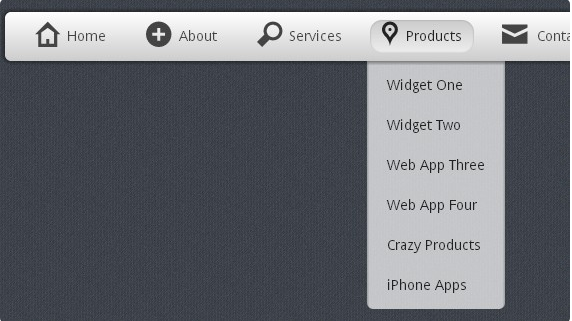 Home About Services Products Conta
Widget One
Widget Two
Web App Three
Web App Four
Crazy Products
iPhone Apps